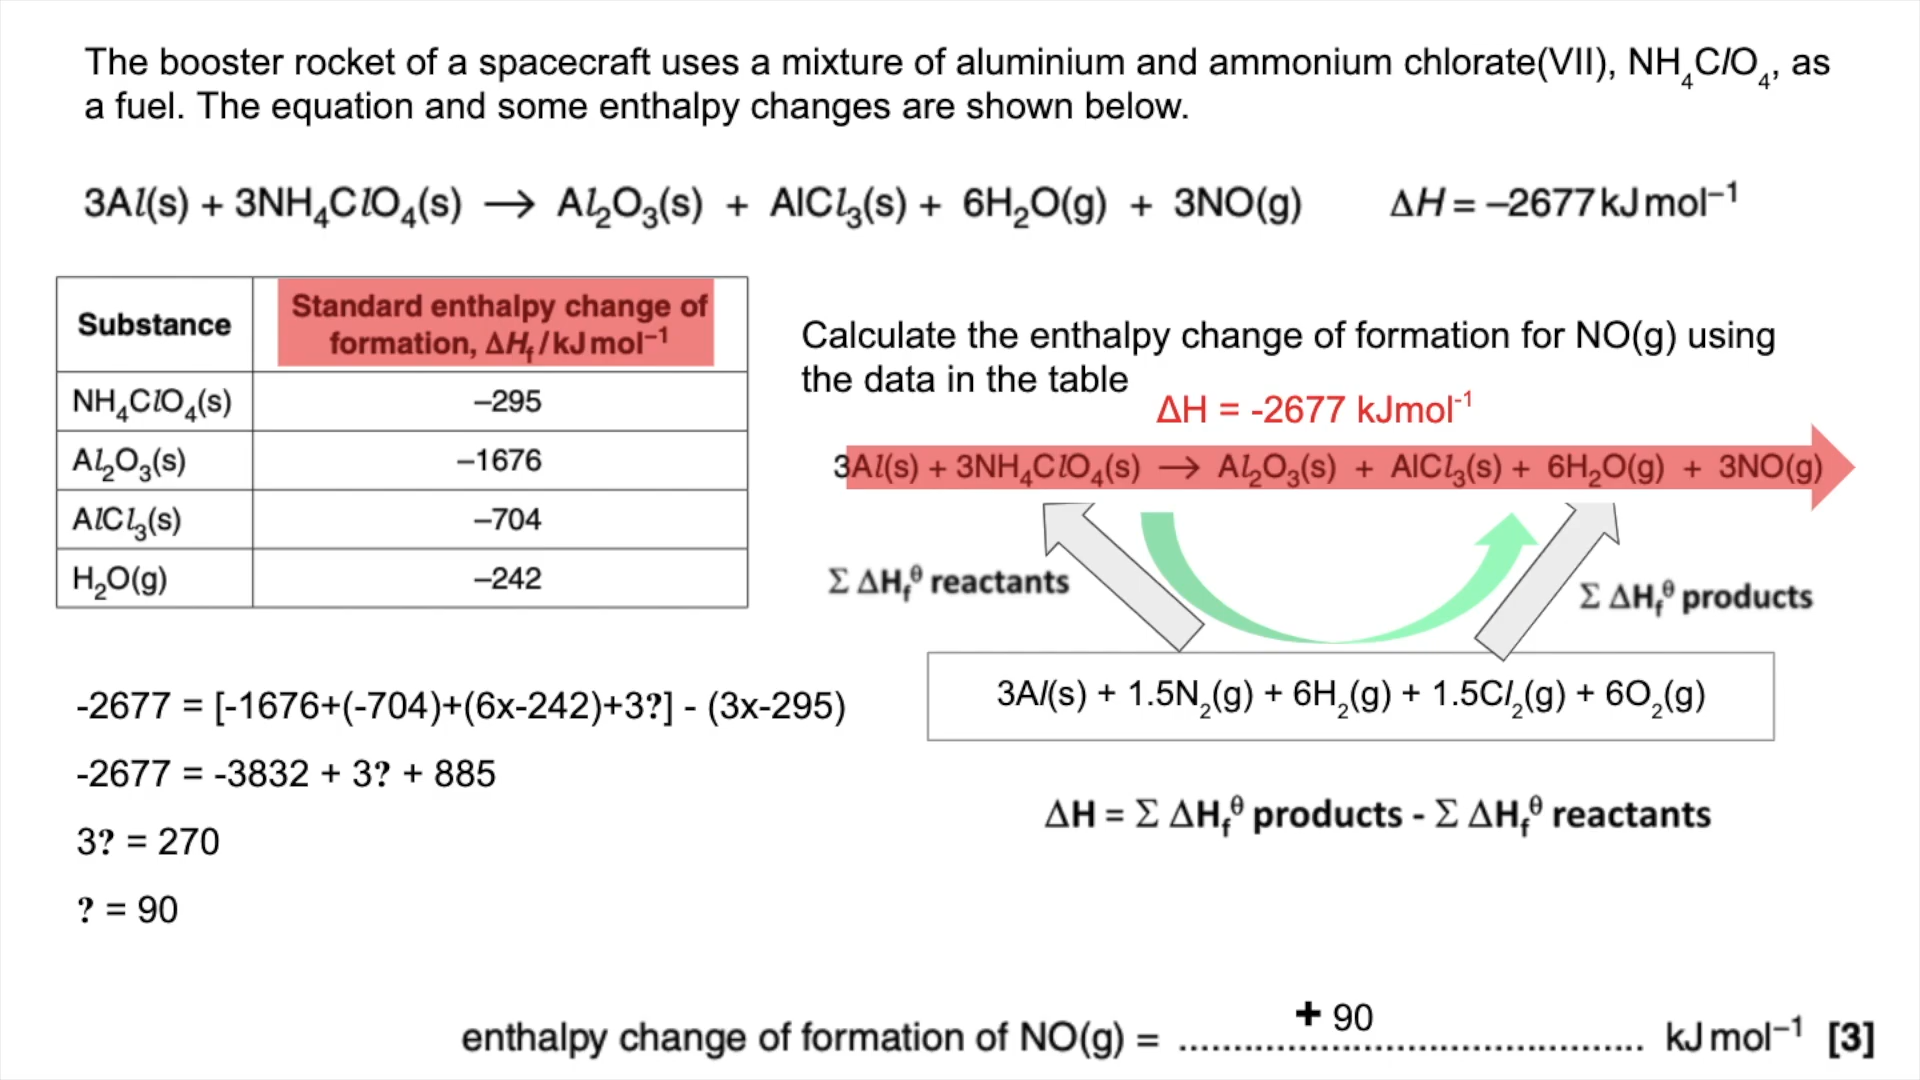 The booster rocket of a spacecraft uses a mixture of aluminium and ammonium chlorate(VII), NH₄ClO₄, as
a fuel. The equation and some enthalpy changes are shown below.
3Al(s) + 3NH₄ClO₄(s) → Al₂O₃(s) + AlCl₃(s) + 6H₂O(g) + 3NO(g) ΔH = –2677 kJ mol⁻¹
Substance
Standard enthalpy change of
formation, ΔHf / kJ mol⁻¹
NH₄ClO₄(s) –295
Al₂O₃(s) –1676
AlCl₃(s) –704
H₂O(g) –242
Calculate the enthalpy change of formation for NO(g) using
the data in the table
ΔH = -2677 kJmol⁻¹
3Al(s) + 3NH₄ClO₄(s) → Al₂O₃(s) + AlCl₃(s) + 6H₂O(g) + 3NO(g)
Σ ΔHf^θ reactants
Σ ΔHf^θ products
3Al(s) + 1.5N₂(g) + 6H₂(g) + 1.5Cl₂(g) + 6O₂(g)
ΔH = Σ ΔHf^θ products - Σ ΔHf^θ reactants
-2677 = [-1676+(-704)+(6x-242)+3?] - (3x-295)
-2677 = -3832 + 3? + 885
3? = 270
? = 90
enthalpy change of formation of NO(g) = + 90 kJ mol⁻¹ [3]